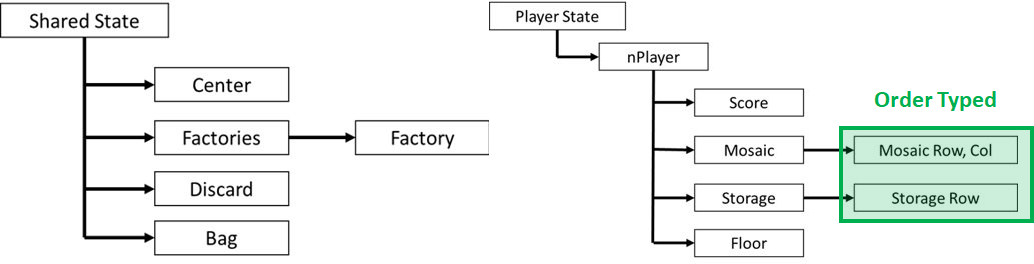 Shared State
Center
Factories
Factory
Discard
Bag
Player State
nPlayer
Score
Order Typed
Mosaic
Mosaic Row, Col
Storage
Storage Row
Floor